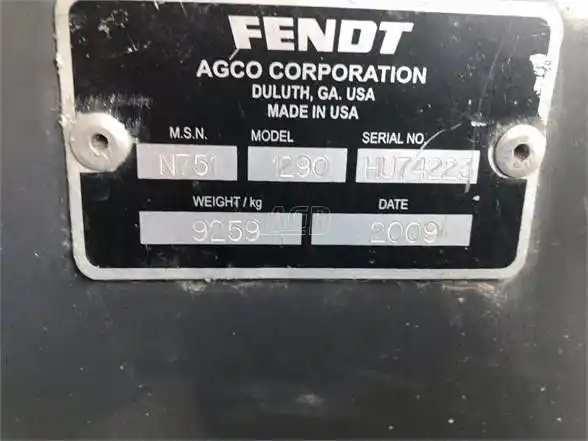 FENDT
AGCO CORPORATION
DULUTH, GA. USA
MADE IN USA
M.S.N. MODEL SERIAL NO.
N751 1290 HU74223
WEIGHT / kg DATE
9259 2009